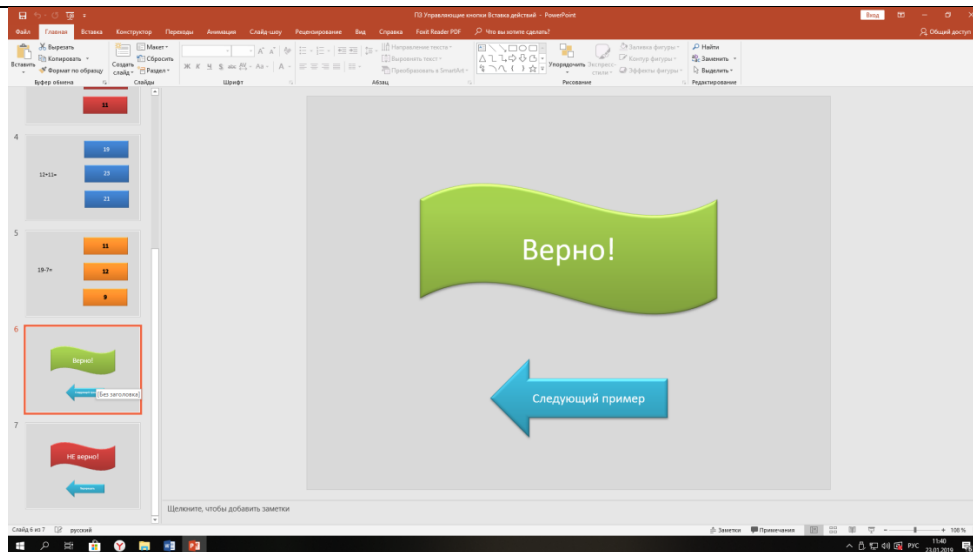 ПЗ Управляющие кнопки Вставка действий - PowerPoint
Вход
Файл Главная Вставка Конструктор Переходы Анимация Слайд-шоу Рецензирование Вид Справка Foxit Reader PDF Что вы хотите сделать? Общий доступ
Вставить
Вырезать
Копировать
Формат по образцу
Буфер обмена
Создать слайд
Макет
Сбросить
Раздел
Слайды
Ж К Ч S abc Aa A
Шрифт
Направление текста
Выровнять текст
Преобразовать в SmartArt
Абзац
Упорядочить
Экспресс-стили
Заливка фигуры
Контур фигуры
Эффекты фигуры
Рисование
Найти
Заменить
Выделить
Редактирование
11
4
19
12+11=
23
21
5
11
19-7=
12
9
6
Верно!
(Без заголовка)
7
НЕ верно!
Верно!
Следующий пример
Щелкните, чтобы добавить заметки
Слайд 6 из 7 русский Заметки Примечания 100 %
РУС 11:40
23.01.2019